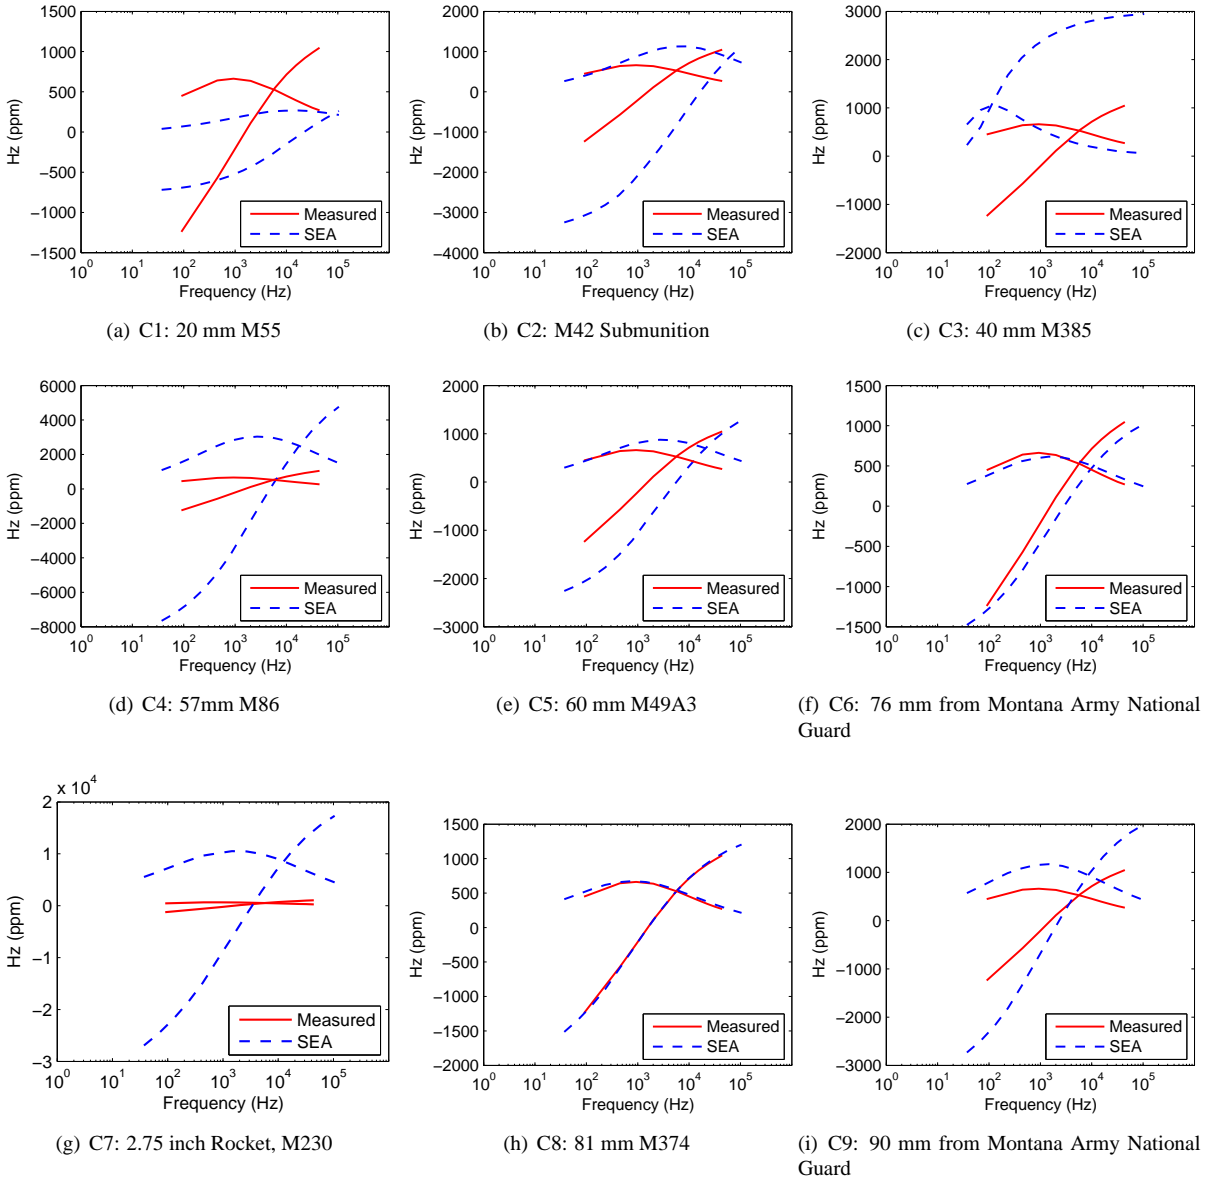 2000
1500
1000
500
0
−500
−1000
−1500
Hz (ppm)
10^0 10^1 10^2 10^3 10^4 10^5
Frequency (Hz)
Measured
SEA
(a) C1: 20 mm M55
2000
1000
0
−1000
−2000
−3000
−4000
Hz (ppm)
10^0 10^1 10^2 10^3 10^4 10^5
Frequency (Hz)
Measured
SEA
(b) C2: M42 Submunition
3000
2000
1000
0
−1000
−2000
Hz (ppm)
10^0 10^1 10^2 10^3 10^4 10^5
Frequency (Hz)
Measured
SEA
(c) C3: 40 mm M385
6000
4000
2000
0
−2000
−4000
−6000
−8000
Hz (ppm)
10^0 10^1 10^2 10^3 10^4 10^5
Frequency (Hz)
Measured
SEA
(d) C4: 57mm M86
2000
1000
0
−1000
−2000
−3000
Hz (ppm)
10^0 10^1 10^2 10^3 10^4 10^5
Frequency (Hz)
Measured
SEA
(e) C5: 60 mm M49A3
1500
1000
500
0
−500
−1000
−1500
Hz (ppm)
10^0 10^1 10^2 10^3 10^4 10^5
Frequency (Hz)
Measured
SEA
(f) C6: 76 mm from Montana Army National
Guard
x 10^4
2
1
0
−1
−2
−3
Hz (ppm)
10^0 10^1 10^2 10^3 10^4 10^5
Frequency (Hz)
Measured
SEA
(g) C7: 2.75 inch Rocket, M230
1500
1000
500
0
−500
−1000
−1500
−2000
Hz (ppm)
10^0 10^1 10^2 10^3 10^4 10^5
Frequency (Hz)
Measured
SEA
(h) C8: 81 mm M374
2000
1000
0
−1000
−2000
−3000
Hz (ppm)
10^0 10^1 10^2 10^3 10^4 10^5
Frequency (Hz)
Measured
SEA
(i) C9: 90 mm from Montana Army National
Guard